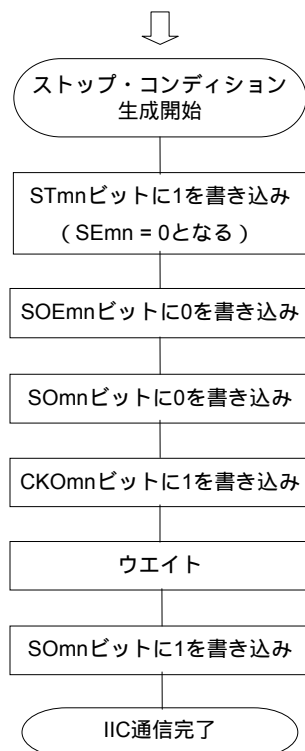 ストップ・コンディション
生成開始
STmnビットに1を書き込み
（SEmn = 0となる）
SOEmnビットに0を書き込み
SOmnビットに0を書き込み
CKOmnビットに1を書き込み
ウエイト
SOmnビットに1を書き込み
IIC通信完了